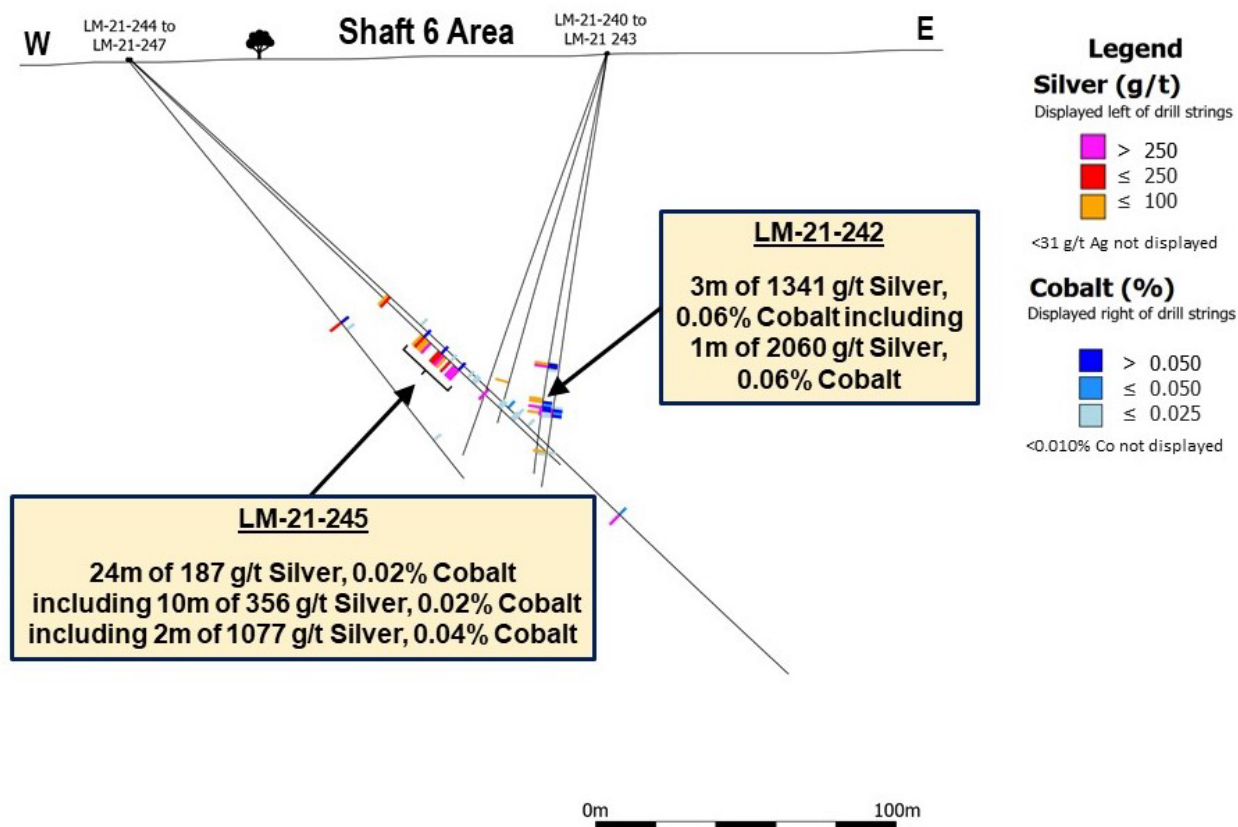 LM-21-244 to
LM-21-247
LM-21-240 to
LM-21 243
W
Shaft 6 Area
E
Legend
Silver (g/t)
Displayed left of drill strings
> 250
≤ 250
≤ 100
<31 g/t Ag not displayed
Cobalt (%)
Displayed right of drill strings
> 0.050
≤ 0.050
≤ 0.025
<0.010% Co not displayed
LM-21-242
3m of 1341 g/t Silver,
0.06% Cobalt including
1m of 2060 g/t Silver,
0.06% Cobalt
LM-21-245
24m of 187 g/t Silver, 0.02% Cobalt
including 10m of 356 g/t Silver, 0.02% Cobalt
including 2m of 1077 g/t Silver, 0.04% Cobalt
0m 100m